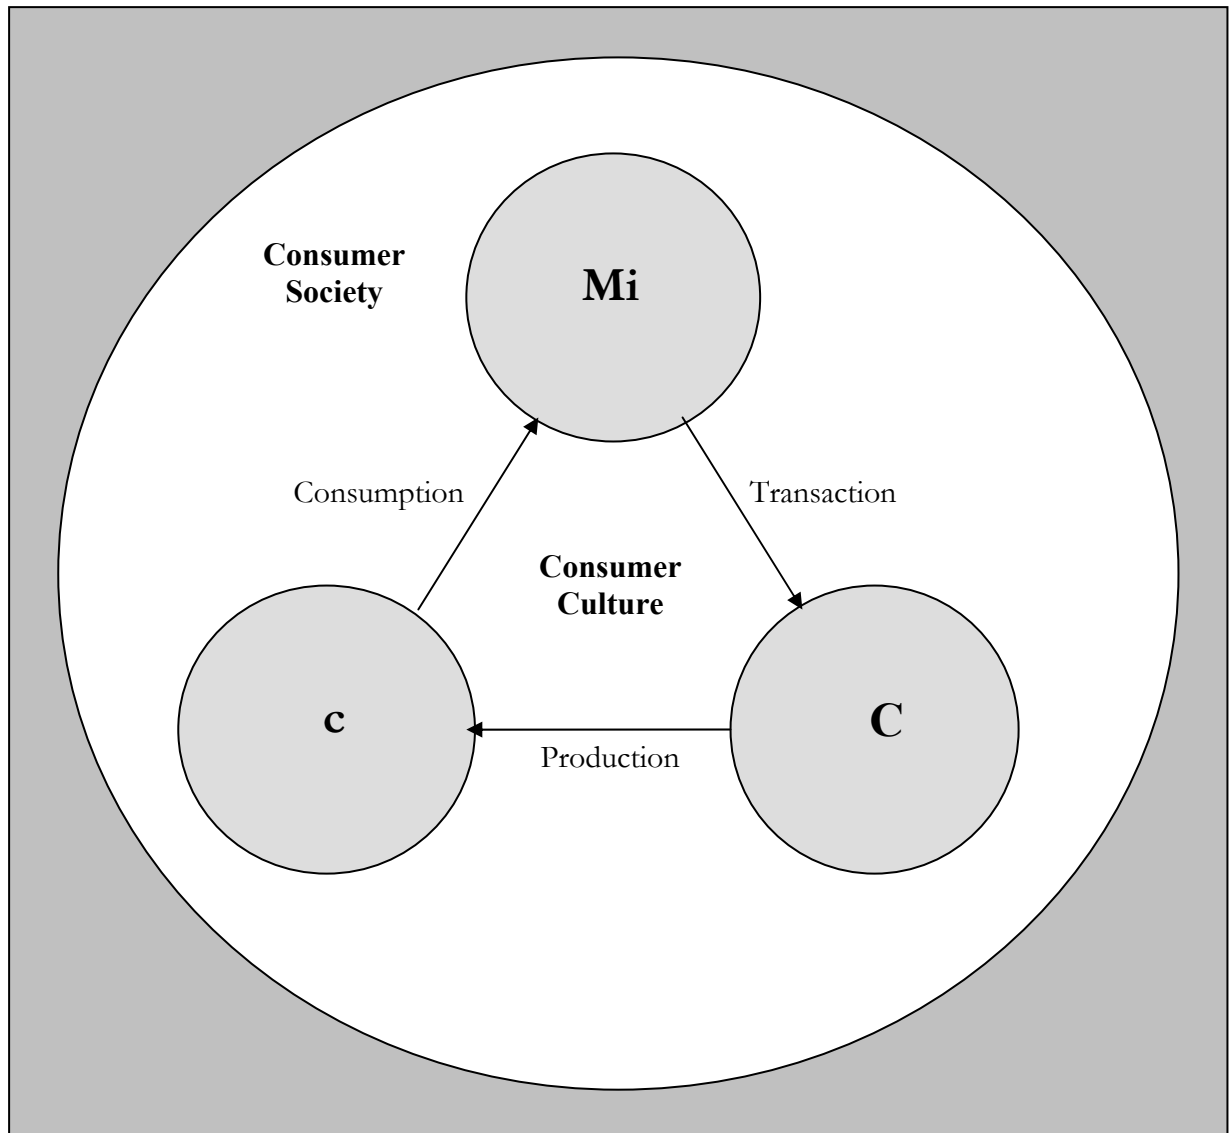 Consumer
Society
Mi
Consumption
Transaction
Consumer
Culture
c
C
Production